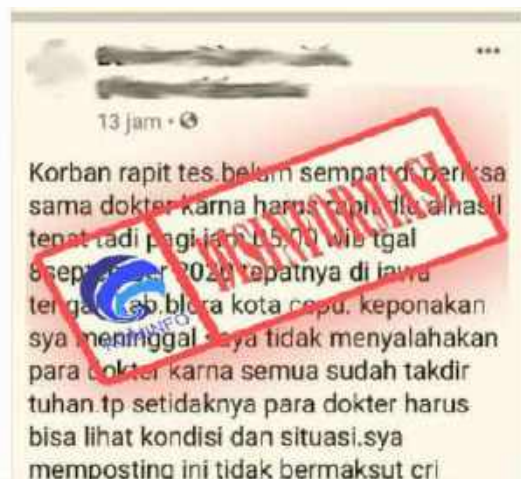 13 jam
Korban rapit tes.belum sempat di periksa
sama dokter karna harus rapit dlu.alhasil
tepat tadi pagi jam 05.00 wib tgal
8september 2020 tepatnya di jawa
tengah kab.blora kota cepu. keponakan
sya meninggal saya tidak menyalahakan
para dokter karna semua sudah takdir
tuhan.tp setidaknya para dokter harus
bisa lihat kondisi dan situasi.sya
memposting ini tidak bermaksut cri
DISINFORMASI
KOMINFO